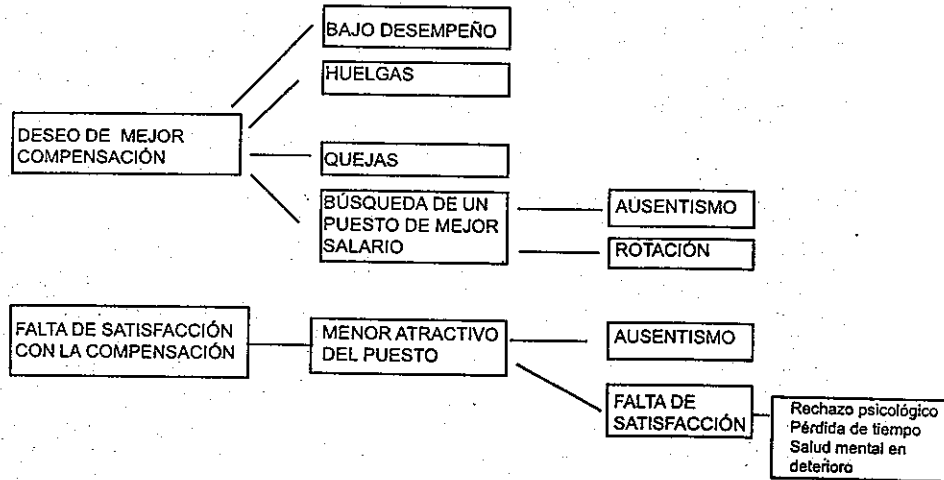 BAJO DESEMPEÑO
HUELGAS
DESEO DE MEJOR
COMPENSACIÓN
QUEJAS
BÚSQUEDA DE UN
PUESTO DE MEJOR
SALARIO
AUSENTISMO
ROTACIÓN
FALTA DE SATISFACCIÓN
CON LA COMPENSACIÓN
MENOR ATRACTIVO
DEL PUESTO
AUSENTISMO
FALTA DE
SATISFACCIÓN
Rechazo psicológico
Pérdida de tiempo
Salud mental en
deterioro